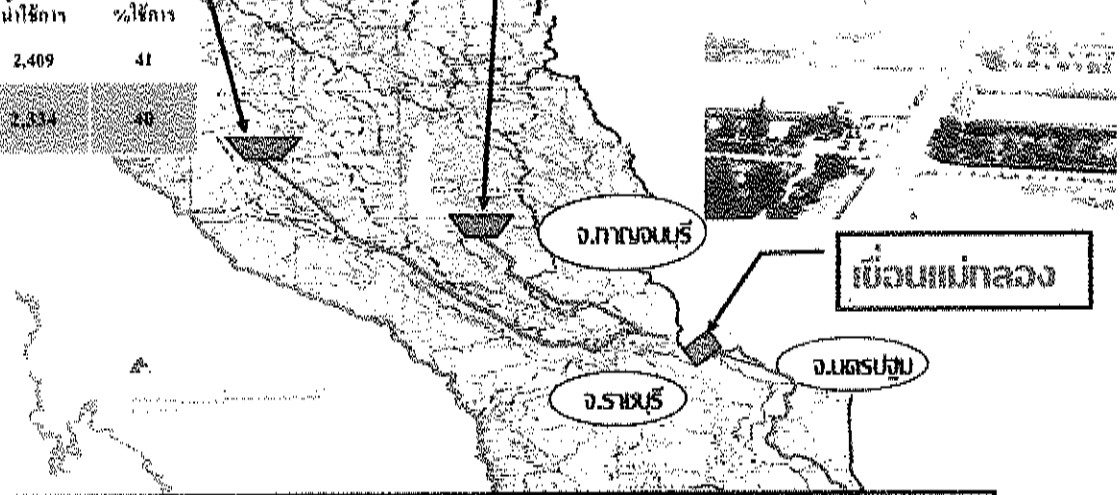 น้ำใช้การ %ใช้การ
2,409 41
2,334 40
จ.กาญจนบุรี
เขื่อนแม่กลอง
จ.นครปฐม
จ.ราชบุรี